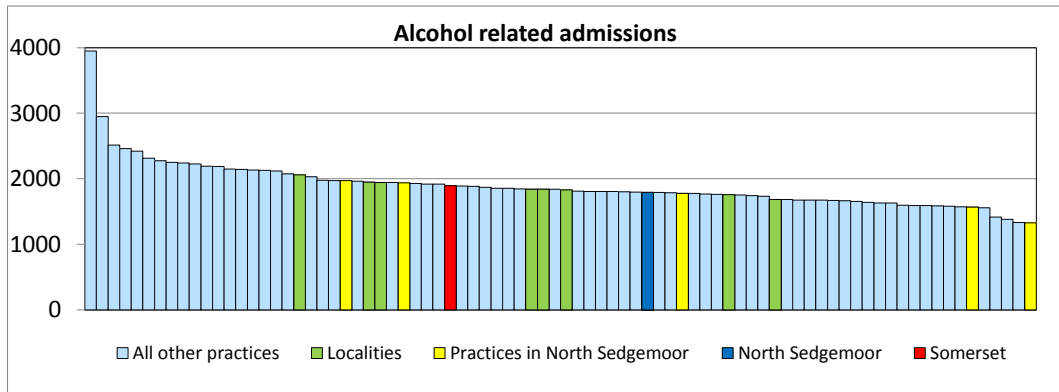 Alcohol related admissions
4000
3000
2000
1000
0
All other practices Localities Practices in North Sedgemoor North Sedgemoor Somerset